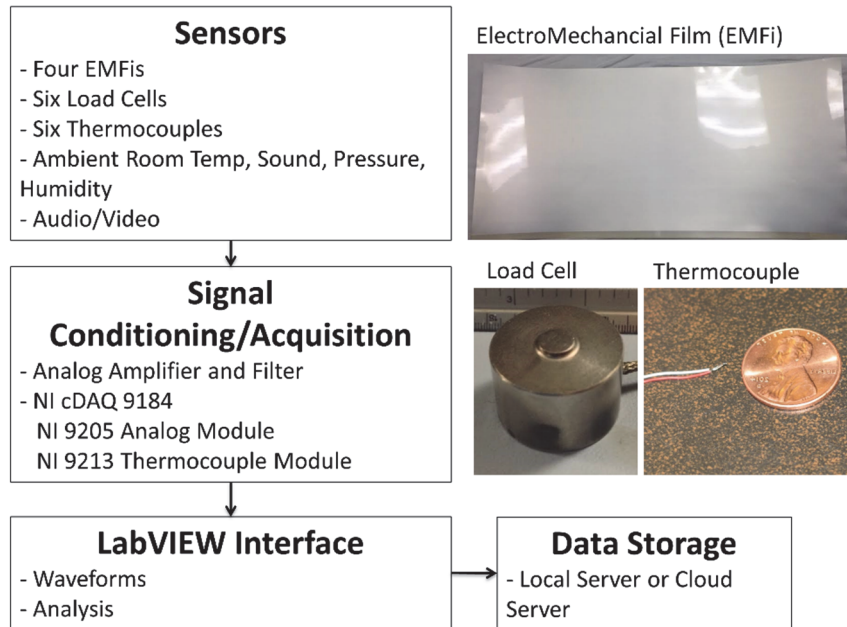 Sensors
- Four EMFis
- Six Load Cells
- Six Thermocouples
- Ambient Room Temp, Sound, Pressure,
Humidity
- Audio/Video
ElectroMechancial Film (EMFi)
Signal
Conditioning/Acquisition
- Analog Amplifier and Filter
- NI cDAQ 9184
NI 9205 Analog Module
NI 9213 Thermocouple Module
Load Cell
Thermocouple
LabVIEW Interface
- Waveforms
- Analysis
Data Storage
- Local Server or Cloud
Server